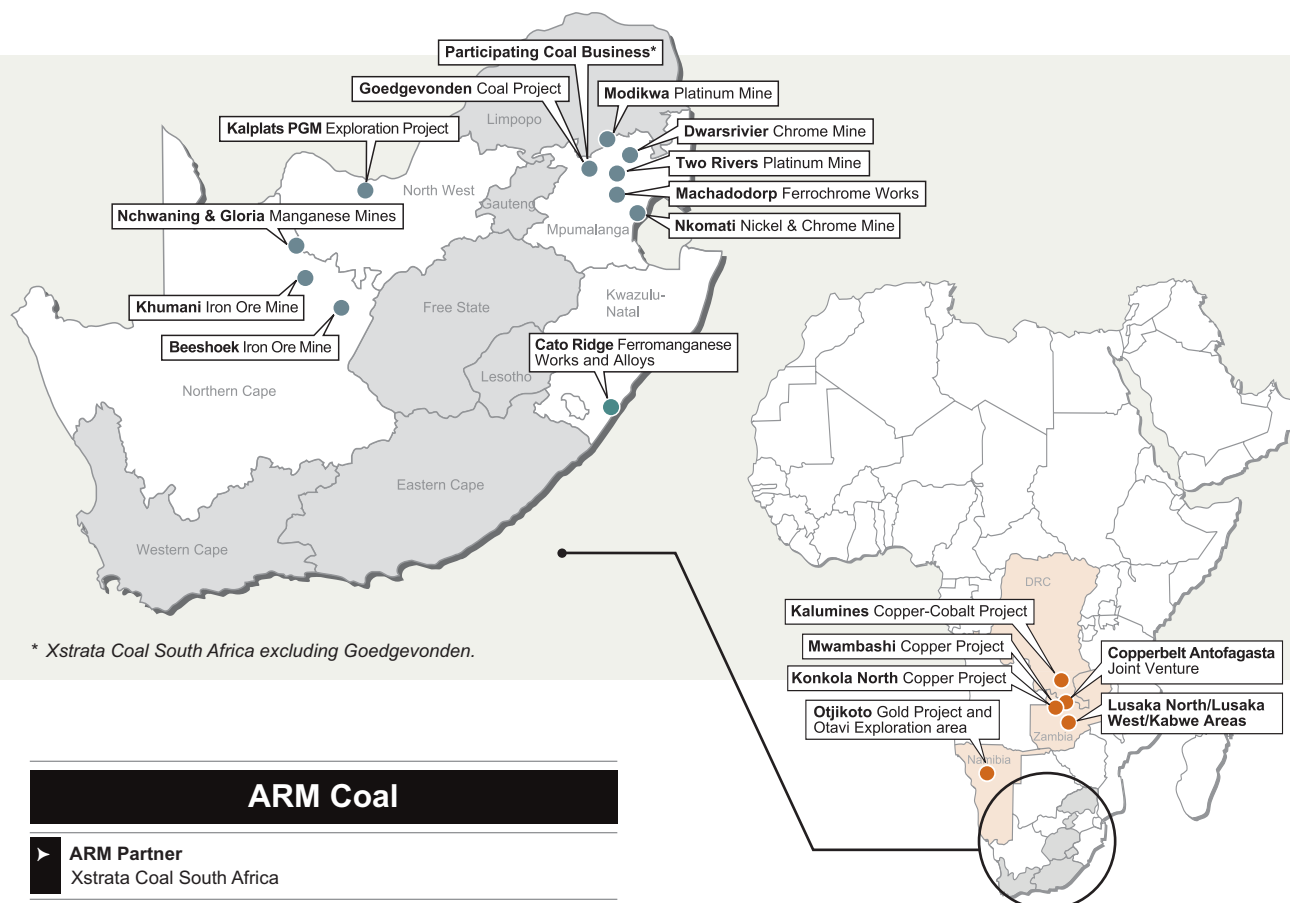 Participating Coal Business*
Goedgevonden Coal Project
Modikwa Platinum Mine
Limpopo
Kalplats PGM Exploration Project
Dwarsrivier Chrome Mine
Two Rivers Platinum Mine
North West
Gauteng
Machadodorp Ferrochrome Works
Nchwaning & Gloria Manganese Mines
Mpumalanga
Nkomati Nickel & Chrome Mine
Khumani Iron Ore Mine
Free State
Kwazulu-
Natal
Beeshoek Iron Ore Mine
Cato Ridge Ferromanganese
Works and Alloys
Lesotho
Northern Cape
Eastern Cape
Western Cape
DRC
Kalumines Copper-Cobalt Project
Mwambashi Copper Project
Konkola North Copper Project
Copperbelt Antofagasta
Joint Venture
Otjikoto Gold Project and
Otavi Exploration area
Lusaka North/Lusaka
West/Kabwe Areas
Zambia
Namibia
* Xstrata Coal South Africa excluding Goedgevonden.
ARM Coal
ARM Partner
Xstrata Coal South Africa